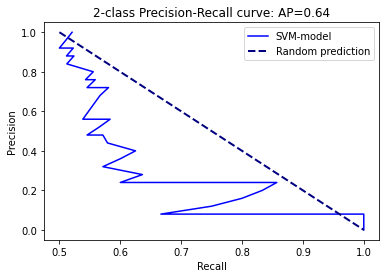 2-class Precision-Recall curve: AP=0.64
SVM-model
Random prediction
Precision
1.0
0.8
0.6
0.4
0.2
0.0
0.5 0.6 0.7 0.8 0.9 1.0
Recall